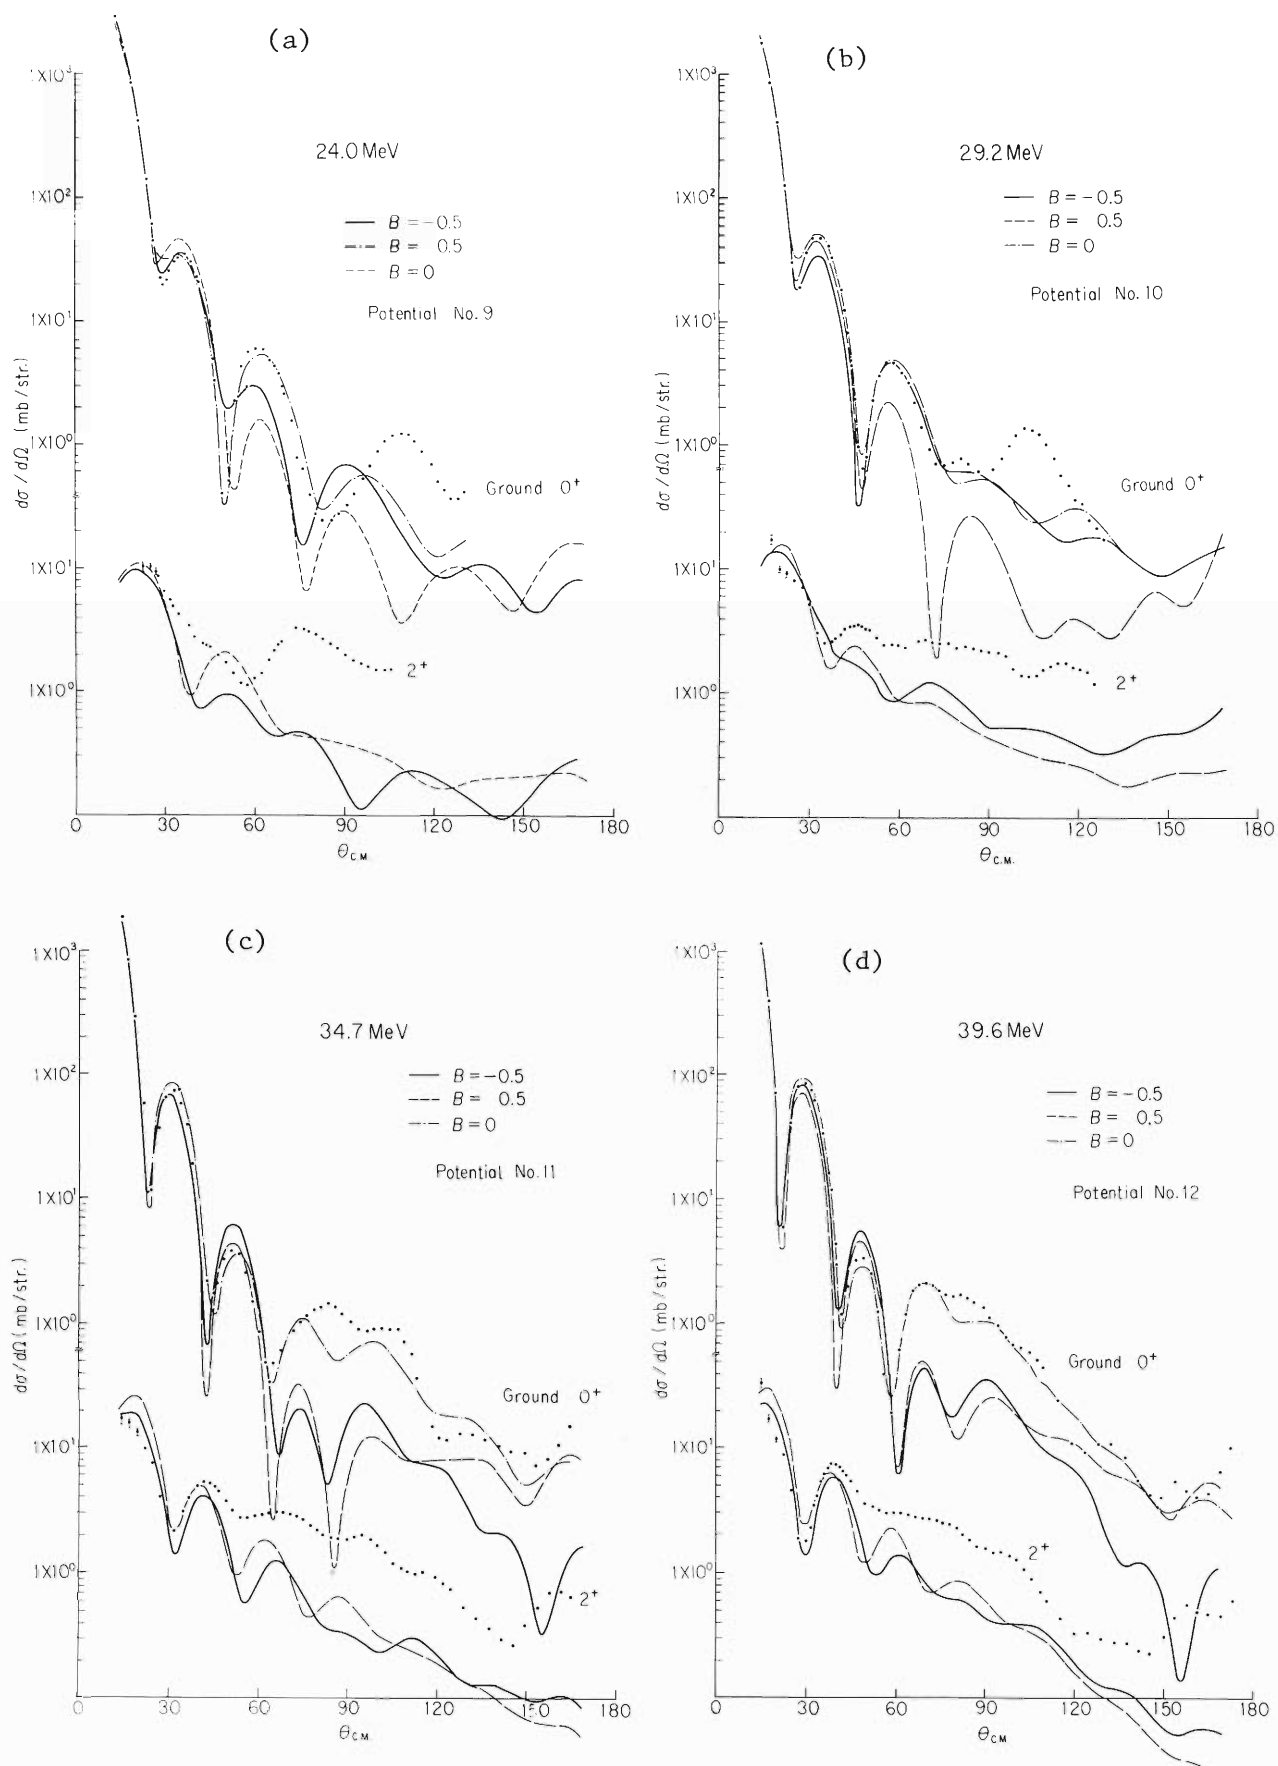 (a)
1X10³
24.0 MeV
1X10²
B = -0.5
B = 0.5
B = 0
Potential No. 9
1X10¹
dσ/dΩ (mb/str.)
1X10⁰
Ground 0⁺
1X10¹
2⁺
1X10⁰
0 30 60 90 120 150 180
θ C.M.
(b)
1X10³
29.2 MeV
1X10²
B = -0.5
B = 0.5
B = 0
Potential No. 10
1X10¹
dσ/dΩ (mb/str.)
1X10⁰
Ground 0⁺
1X10¹
2⁺
1X10⁰
0 30 60 90 120 150 180
θ C.M.
(c)
1X10³
34.7 MeV
1X10²
B = -0.5
B = 0.5
B = 0
Potential No. 11
1X10¹
dσ/dΩ (mb/str.)
1X10⁰
Ground 0⁺
1X10¹
1X10⁰
2⁺
0 30 60 90 120 150 180
θ C.M.
(d)
1X10³
39.6 MeV
1X10²
B = -0.5
B = 0.5
B = 0
Potential No. 12
1X10¹
dσ/dΩ (mb/str.)
1X10⁰
Ground 0⁺
1X10¹
2⁺
1X10⁰
0 30 60 90 120 150 180
θ C.M